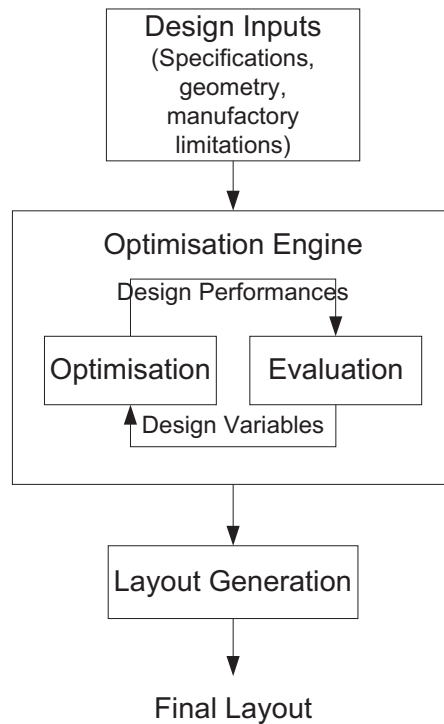 Design Inputs
(Specifications,
geometry,
manufactory
limitations)
Optimisation Engine
Design Performances
Optimisation
Evaluation
Design Variables
Layout Generation
Final Layout